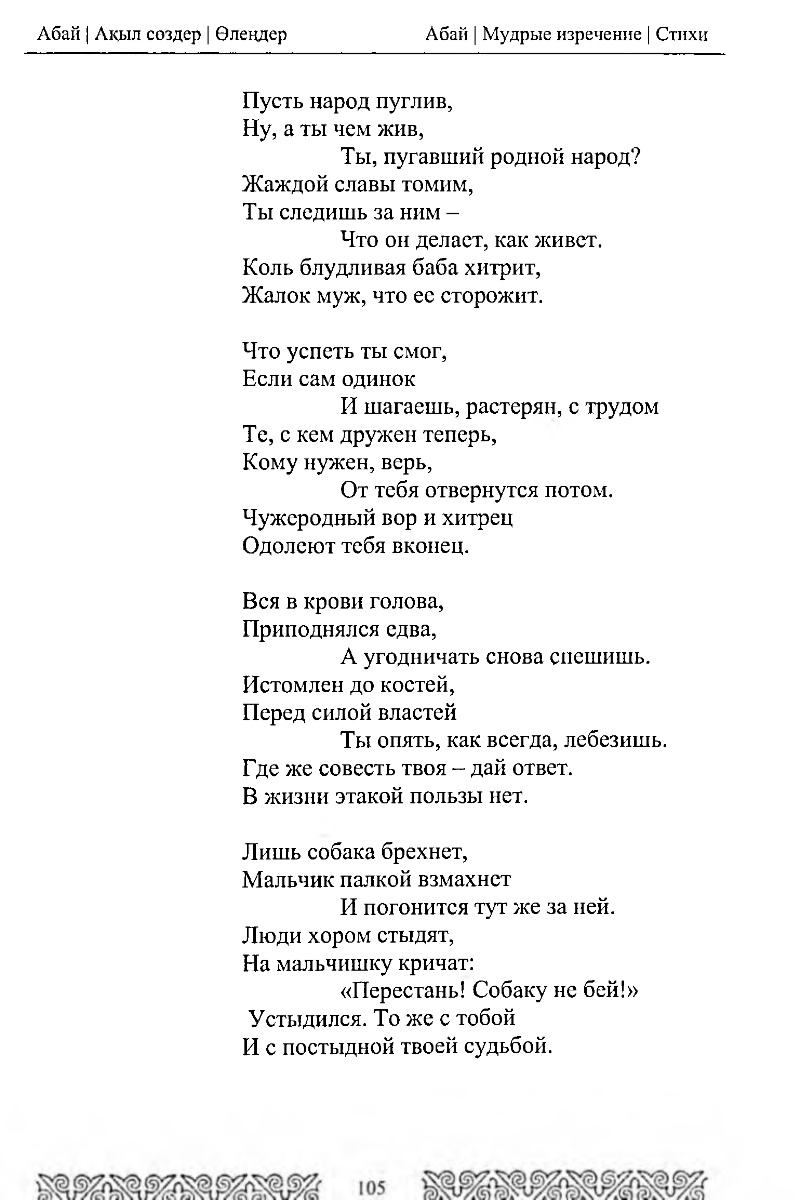 Абай | Ақыл создер | Өлеңдер Абай | Мудрые изречение | Стихи
Пусть народ пуглив,
Ну, а ты чем жив,
Ты, пугавший родной народ?
Жаждой славы томим,
Ты следишь за ним –
Что он делает, как живет.
Коль блудливая баба хитрит,
Жалок муж, что ее сторожит.
Что успеть ты смог,
Если сам одинок
И шагаешь, растерян, с трудом
Те, с кем дружен теперь,
Кому нужен, верь,
От тебя отвернутся потом.
Чужеродный вор и хитрец
Одолеют тебя вконец.
Вся в крови голова,
Приподнялся едва,
А угодничать снова спешишь.
Истомлен до костей,
Перед силой властей
Ты опять, как всегда, лебезишь.
Где же совесть твоя – дай ответ.
В жизни этакой пользы нет.
Лишь собака брехнет,
Мальчик палкой взмахнет
И погонится тут же за ней.
Люди хором стыдят,
На мальчишку кричат:
«Перестань! Собаку не бей!»
Устыдился. То же с тобой
И с постыдной твоей судьбой.
105